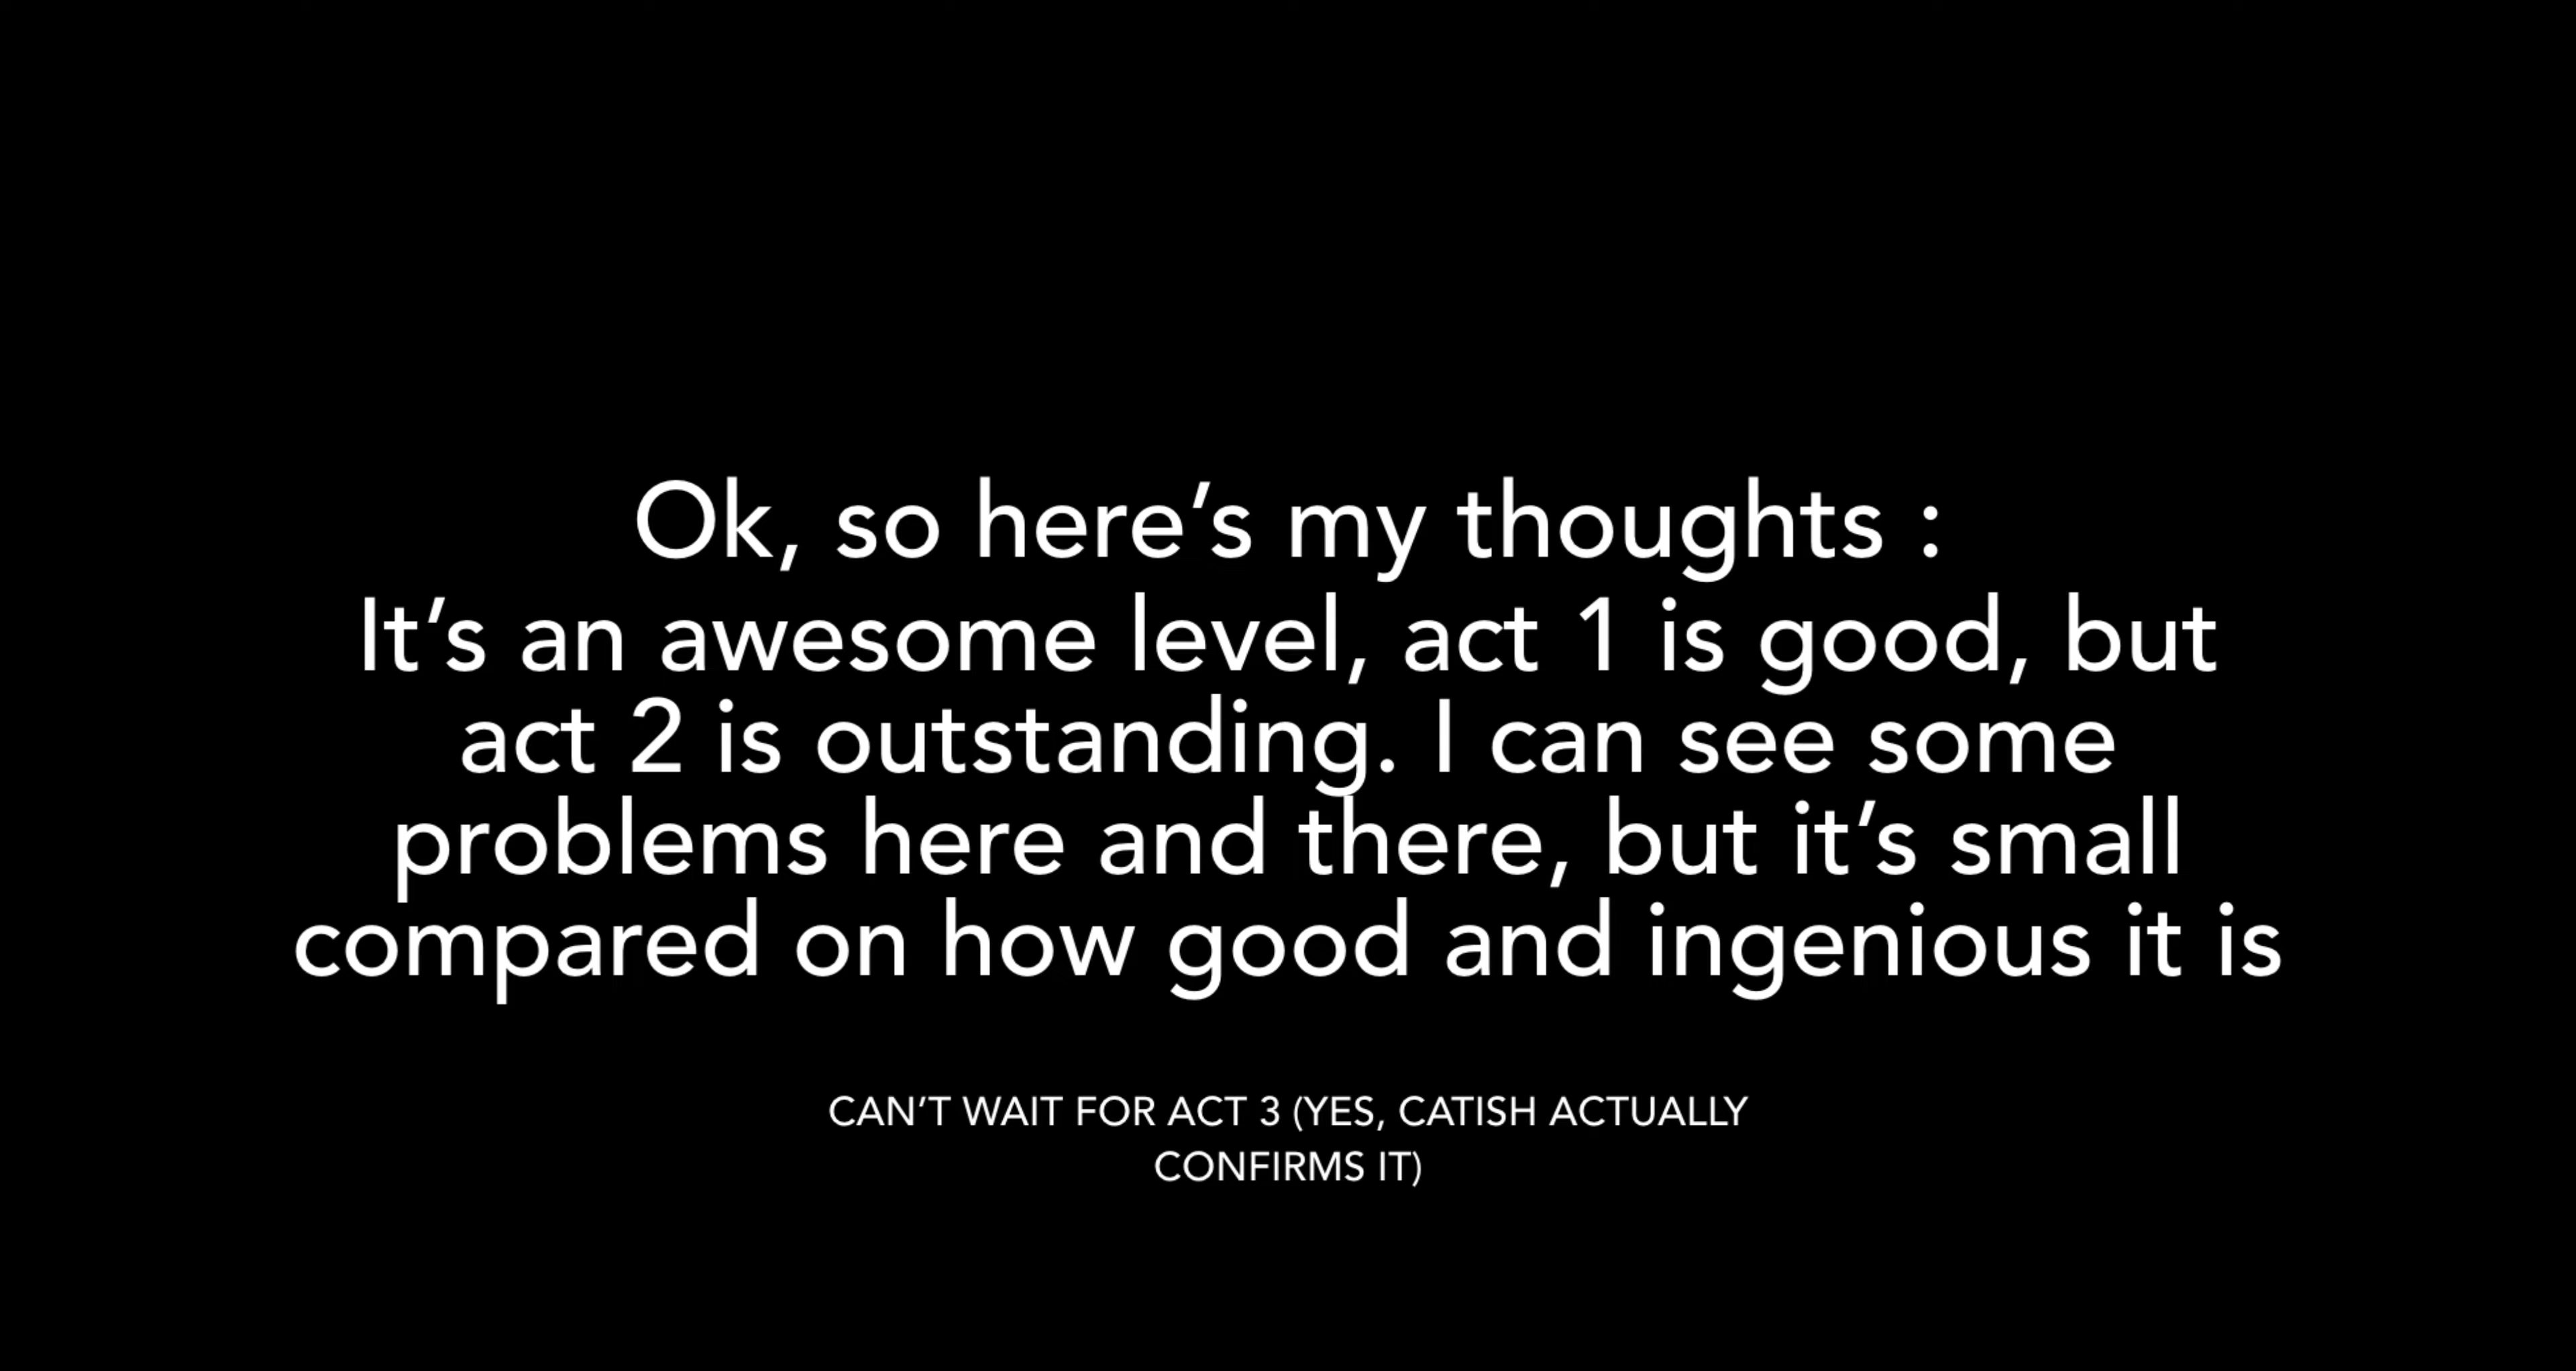 Ok, so here’s my thoughts :
It’s an awesome level, act 1 is good, but
act 2 is outstanding. I can see some
problems here and there, but it’s small
compared on how good and ingenious it is
CAN’T WAIT FOR ACT 3 (YES, CATISH ACTUALLY
CONFIRMS IT)